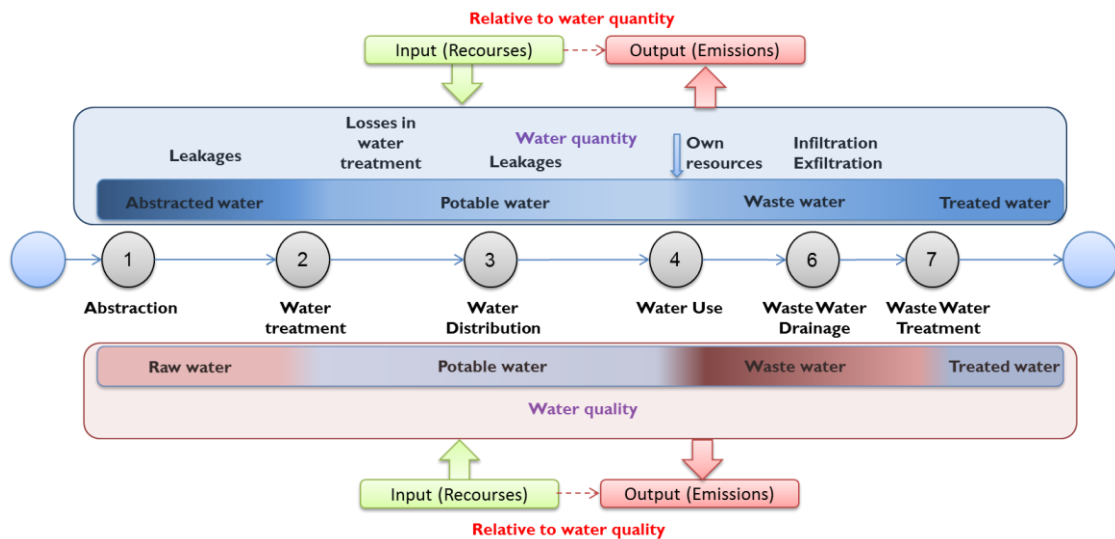 Relative to water quantity
Input (Recourses)
Output (Emissions)
Losses in
water
treatment
Water quantity
Leakages
Leakages
Own
resources
Infiltration
Exfiltration
Abstracted water
Potable water
Waste water
Treated water
1
2
3
4
6
7
Abstraction
Water
treatment
Water
Distribution
Water Use
Waste Water
Drainage
Waste Water
Treatment
Raw water
Potable water
Waste water
Treated water
Water quality
Input (Recourses)
Output (Emissions)
Relative to water quality